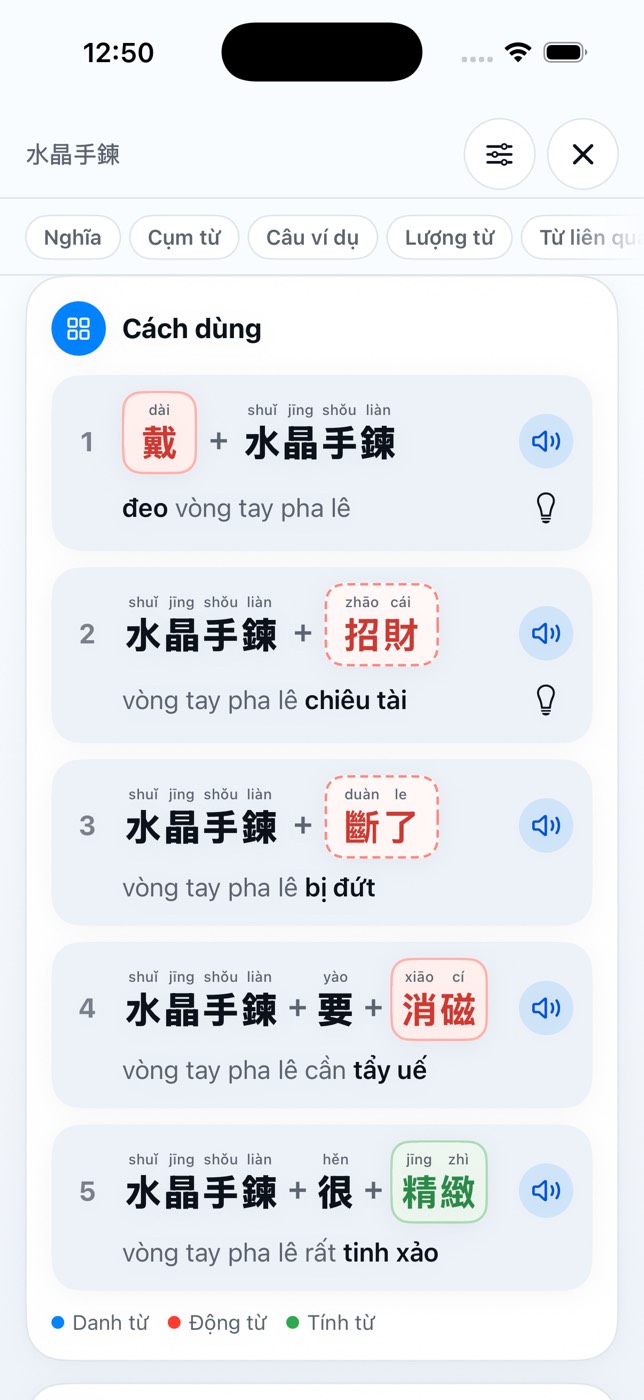 12:50
水晶手鍊
Nghĩa Cụm từ Câu ví dụ Lượng từ Từ liên qu
Cách dùng
dài shuǐ jīng shǒu liàn
1 戴 + 水晶手鍊
đeo vòng tay pha lê
shuǐ jīng shǒu liàn zhāo cái
2 水晶手鍊 + 招財
vòng tay pha lê chiêu tài
shuǐ jīng shǒu liàn duàn le
3 水晶手鍊 + 斷了
vòng tay pha lê bị đứt
shuǐ jīng shǒu liàn yào xiāo cí
4 水晶手鍊 + 要 + 消磁
vòng tay pha lê cần tẩy uế
shuǐ jīng shǒu liàn hěn jīng zhì
5 水晶手鍊 + 很 + 精緻
vòng tay pha lê rất tinh xảo
Danh từ Động từ Tính từ